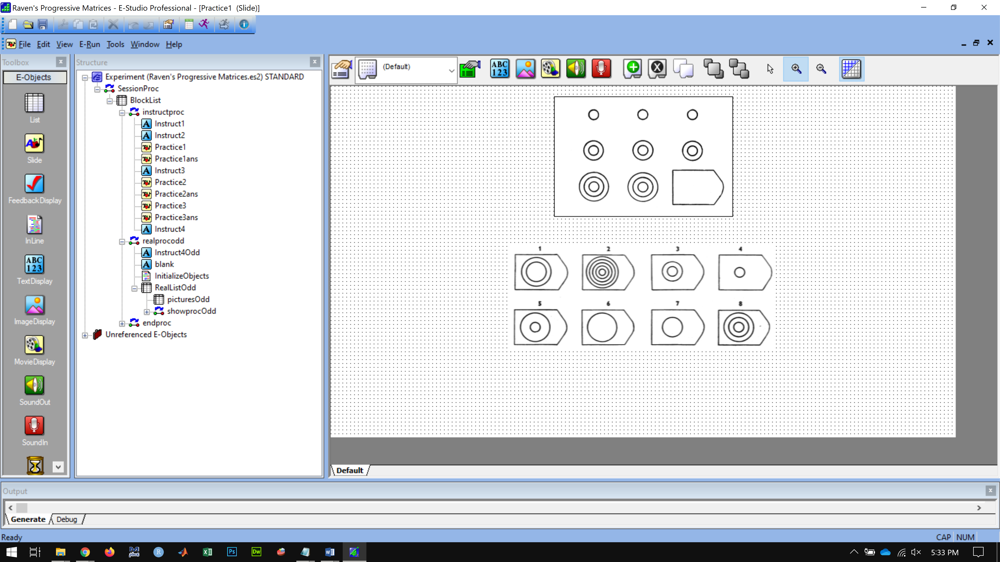 Raven's Progressive Matrices - E-Studio Professional - [Practice1  (Slide)]
File Edit View E-Run Tools Window Help
Toolbox
E-Objects
List
Slide
FeedbackDisplay
InLine
ABC
123
TextDisplay
ImageDisplay
MovieDisplay
SoundOut
SoundIn
Structure
Experiment (Raven's Progressive Matrices.es2) STANDARD
SessionProc
BlockList
instructproc
Instruct1
Instruct2
Practice1
Practice1ans
Instruct3
Practice2
Practice2ans
Practice3
Practice3ans
Instruct4
realprocodd
Instruct4Odd
blank
InitializeObjects
RealListOdd
picturesOdd
showprocOdd
endproc
Unreferenced E-Objects
(Default)
ABC
123
1 2 3 4
5 6 7 8
Default
Output
Generate Debug
Ready
CAP NUM
5:33 PM